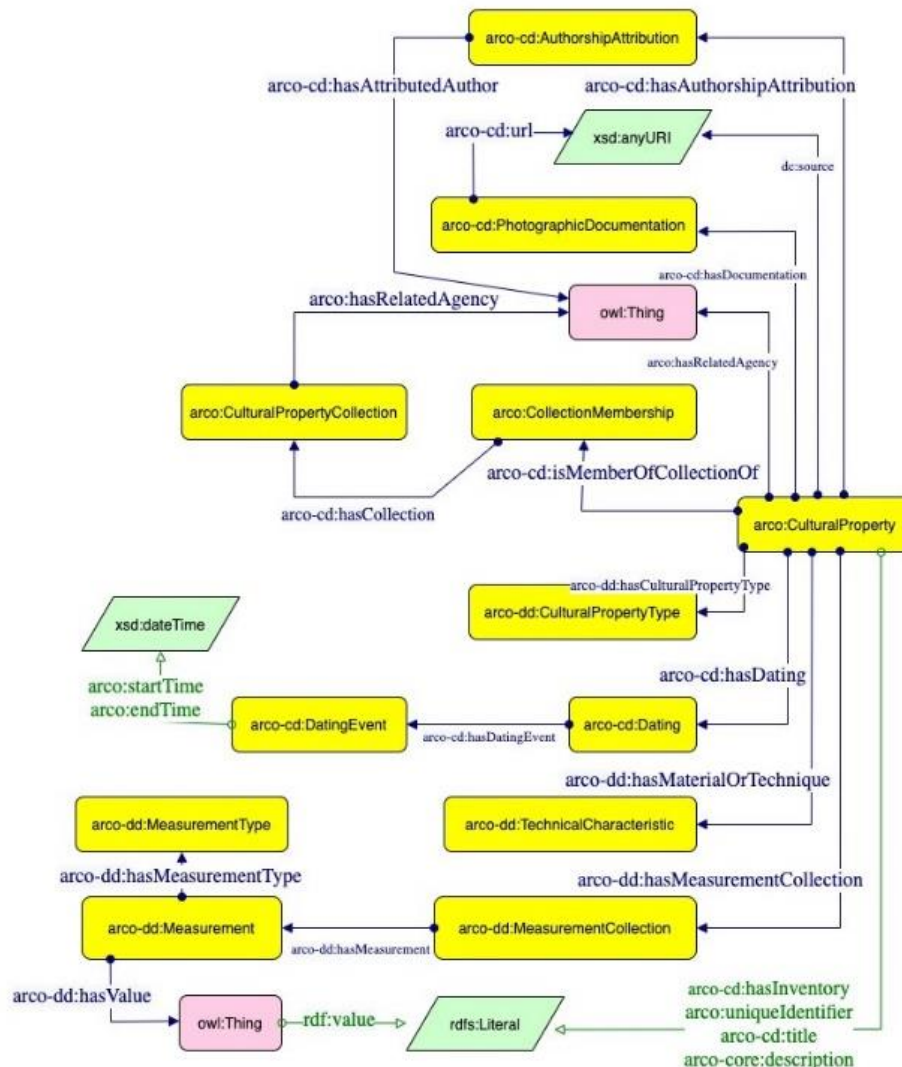 arco-cd:AuthorshipAttribution
arco-cd:hasAttributedAuthor
arco-cd:hasAuthorshipAttribution
arco-cd:url
xsd:anyURI
dc:source
arco-cd:PhotographicDocumentation
arco-cd:hasDocumentation
arco:hasRelatedAgency
owl:Thing
arco:hasRelatedAgency
arco:CulturalPropertyCollection
arco:CollectionMembership
arco-cd:isMemberOfCollectionOf
arco-cd:hasCollection
arco:CulturalProperty
arco-dd:hasCulturalPropertyType
arco-dd:CulturalPropertyType
xsd:dateTime
arco:startTime
arco:endTime
arco-cd:hasDating
arco-cd:DatingEvent
arco-cd:hasDatingEvent
arco-cd:Dating
arco-dd:hasMaterialOrTechnique
arco-dd:MeasurementType
arco-dd:TechnicalCharacteristic
arco-dd:hasMeasurementType
arco-dd:hasMeasurementCollection
arco-dd:Measurement
arco-dd:hasMeasurement
arco-dd:MeasurementCollection
arco-dd:hasValue
owl:Thing
rdf:value
rdfs:Literal
arco-cd:hasInventory
arco:uniqueIdentifier
arco-cd:title
arco-core:description